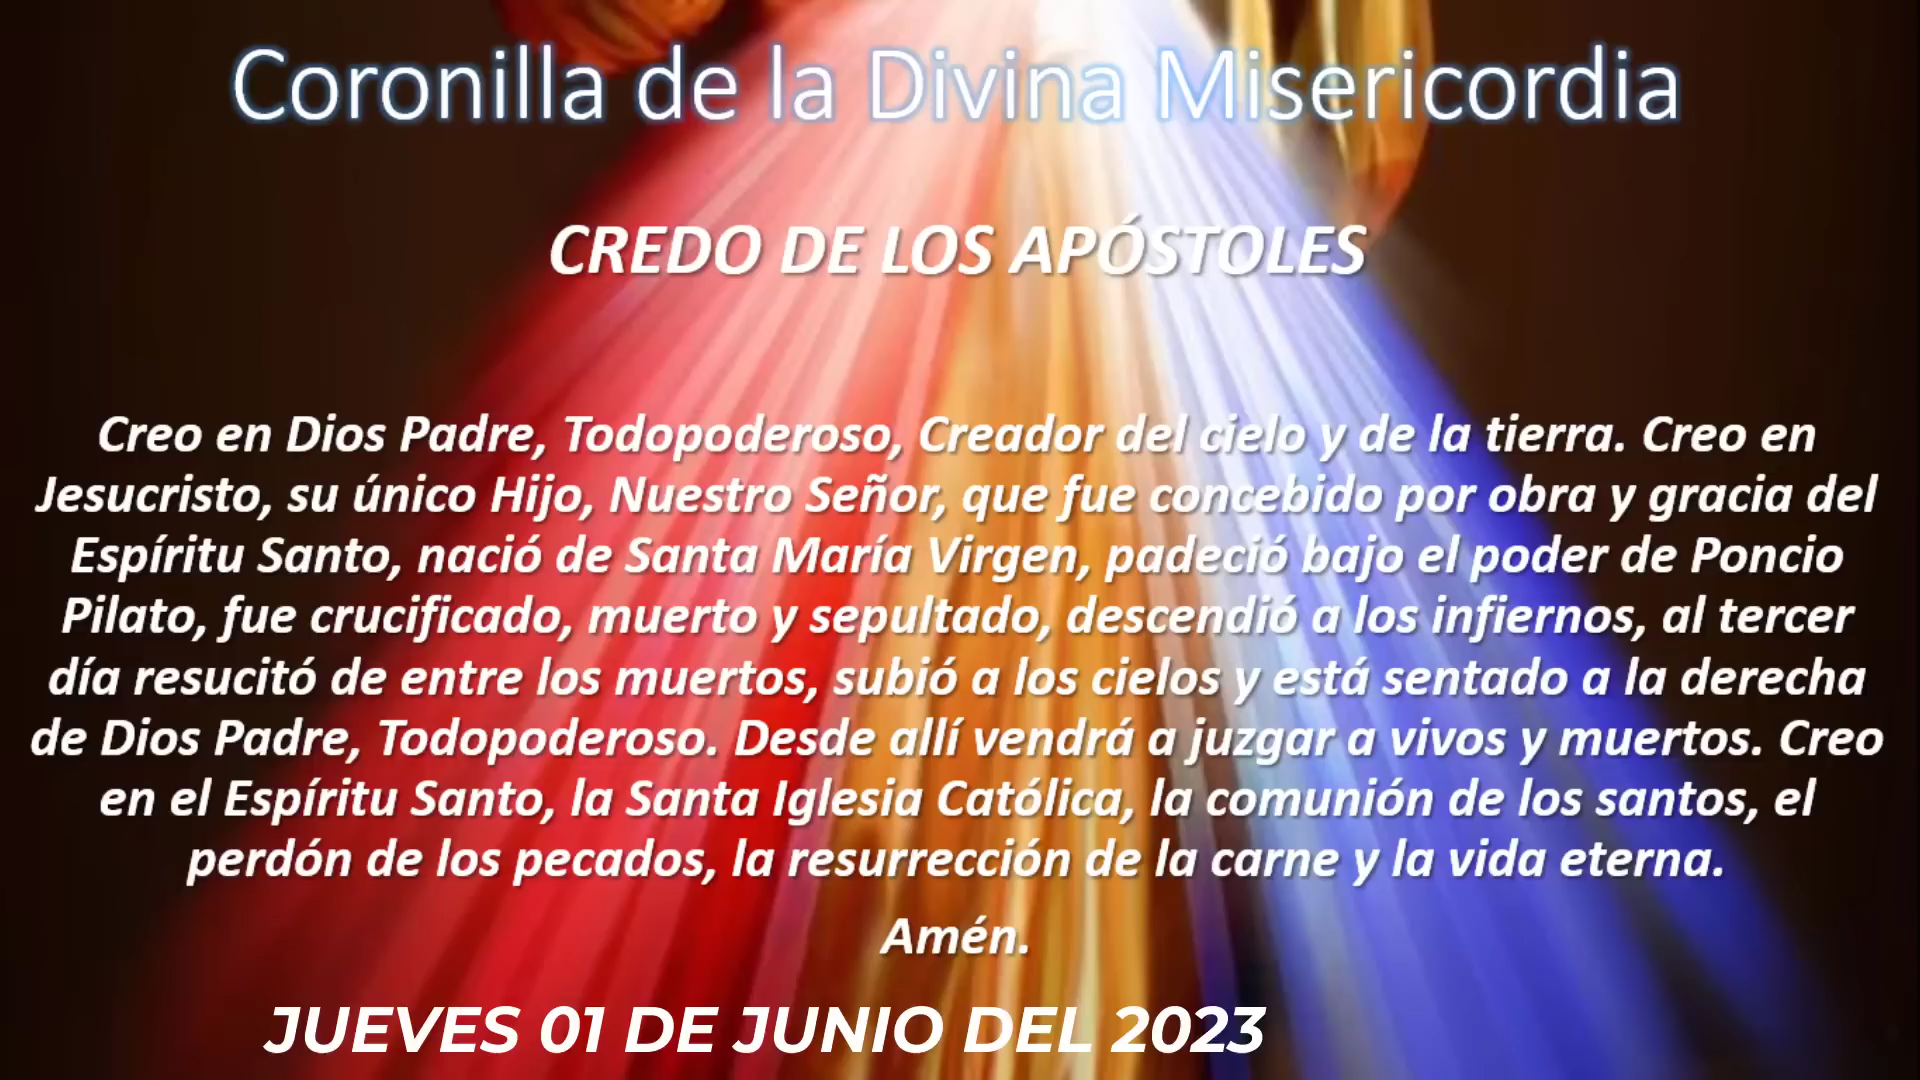 Coronilla de la Divina Misericordia
CREDO DE LOS APÓSTOLES
Creo en Dios Padre, Todopoderoso, Creador del cielo y de la tierra. Creo en
Jesucristo, su único Hijo, Nuestro Señor, que fue concebido por obra y gracia del
Espíritu Santo, nació de Santa María Virgen, padeció bajo el poder de Poncio
Pilato, fue crucificado, muerto y sepultado, descendió a los infiernos, al tercer
día resucitó de entre los muertos, subió a los cielos y está sentado a la derecha
de Dios Padre, Todopoderoso. Desde allí vendrá a juzgar a vivos y muertos. Creo
en el Espíritu Santo, la Santa Iglesia Católica, la comunión de los santos, el
perdón de los pecados, la resurrección de la carne y la vida eterna.
Amén.
JUEVES 01 DE JUNIO DEL 2023